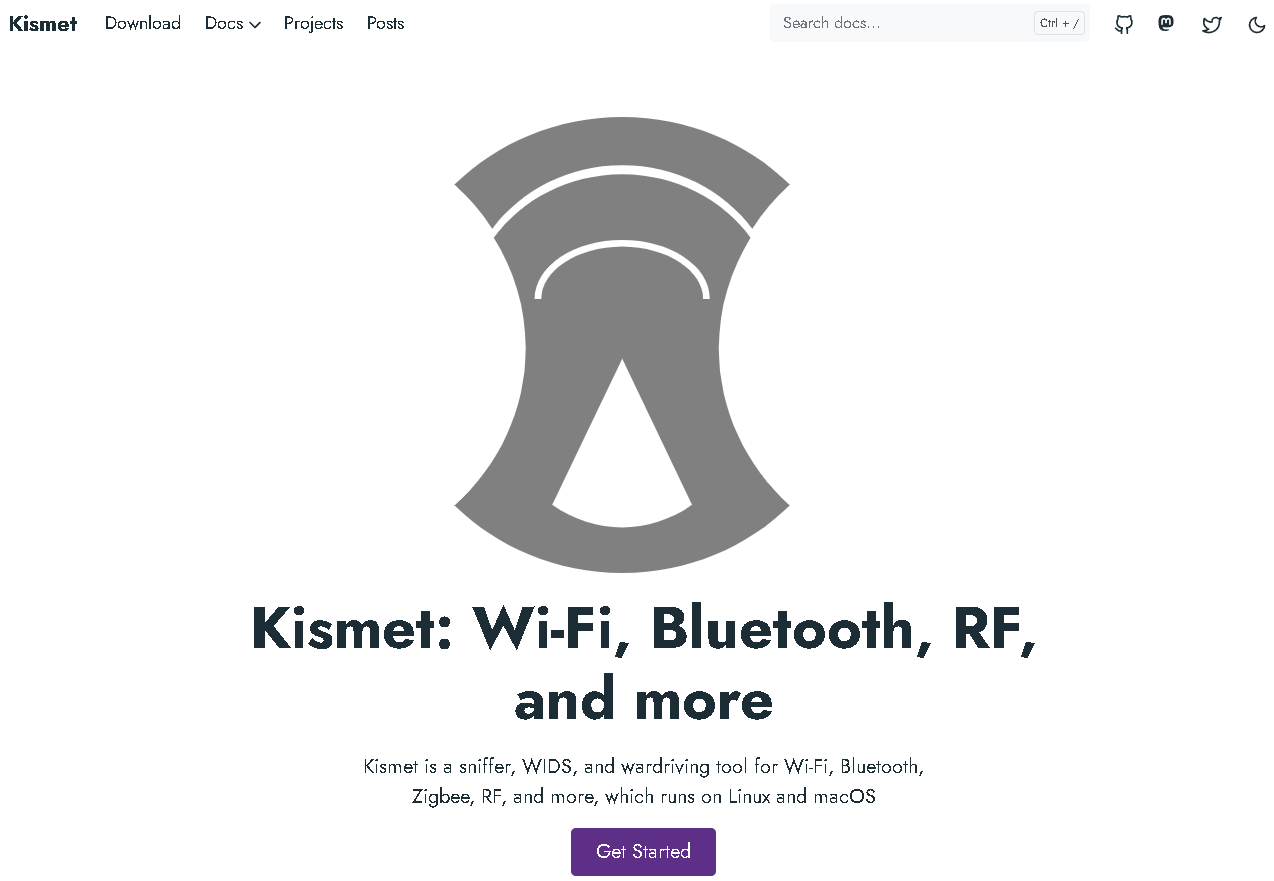 Kismet Download Docs Projects Posts Search docs... Ctrl + /
Kismet: Wi-Fi, Bluetooth, RF,
and more
Kismet is a sniffer, WIDS, and wardriving tool for Wi-Fi, Bluetooth,
Zigbee, RF, and more, which runs on Linux and macOS
Get Started